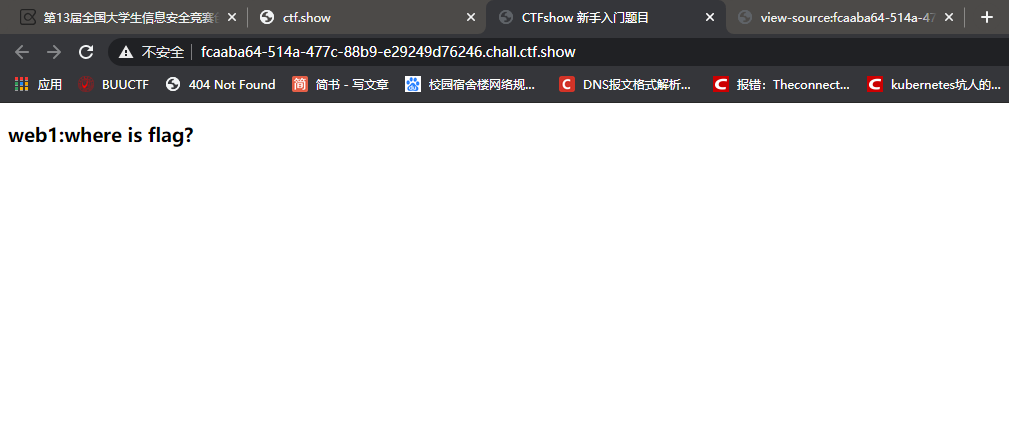 第13届全国大学生信息安全竞赛
ctf.show
CTFshow 新手入门题目
view-source:fcaaba64-514a-47
不安全
fcaaba64-514a-477c-88b9-e29249d76246.chall.ctf.show
应用
BUUCTF
404 Not Found
简
简书 - 写文章
校园宿舍楼网络规...
C
DNS报文格式解析...
C
报错：Theconnect...
C
kubernetes坑人的...
web1:where is flag?